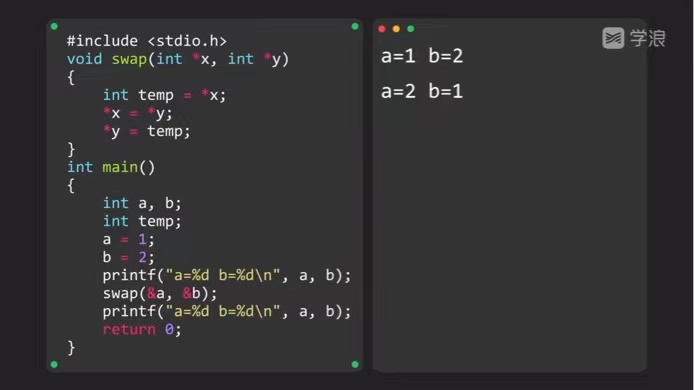 #include <stdio.h>
void swap(int *x, int *y)
{
    int temp = *x;
    *x = *y;
    *y = temp;
}
int main()
{
    int a, b;
    int temp;
    a = 1;
    b = 2;
    printf("a=%d b=%d\n", a, b);
    swap(&a, &b);
    printf("a=%d b=%d\n", a, b);
    return 0;
}
a=1 b=2
a=2 b=1
学浪